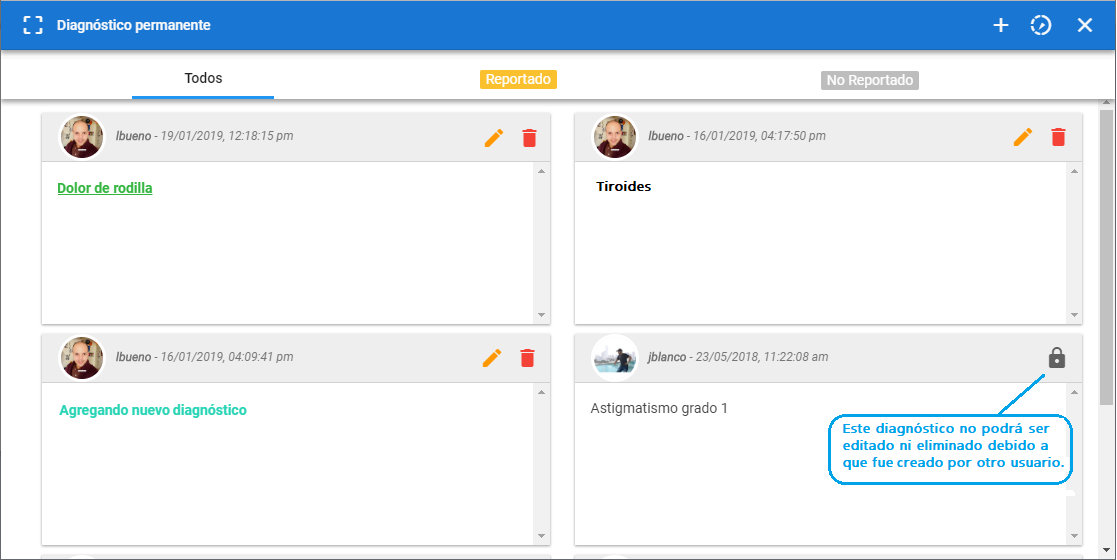 Diagnóstico permanente
Todos
Reportado
No Reportado
lbueno - 19/01/2019, 12:18:15 pm
lbueno - 16/01/2019, 04:17:50 pm
Dolor de rodilla
Tiroides
lbueno - 16/01/2019, 04:09:41 pm
jblanco - 23/05/2018, 11:22:08 am
Agregando nuevo diagnóstico
Astigmatismo grado 1
Este diagnóstico no podrá ser
editado ni eliminado debido a
que fue creado por otro usuario.